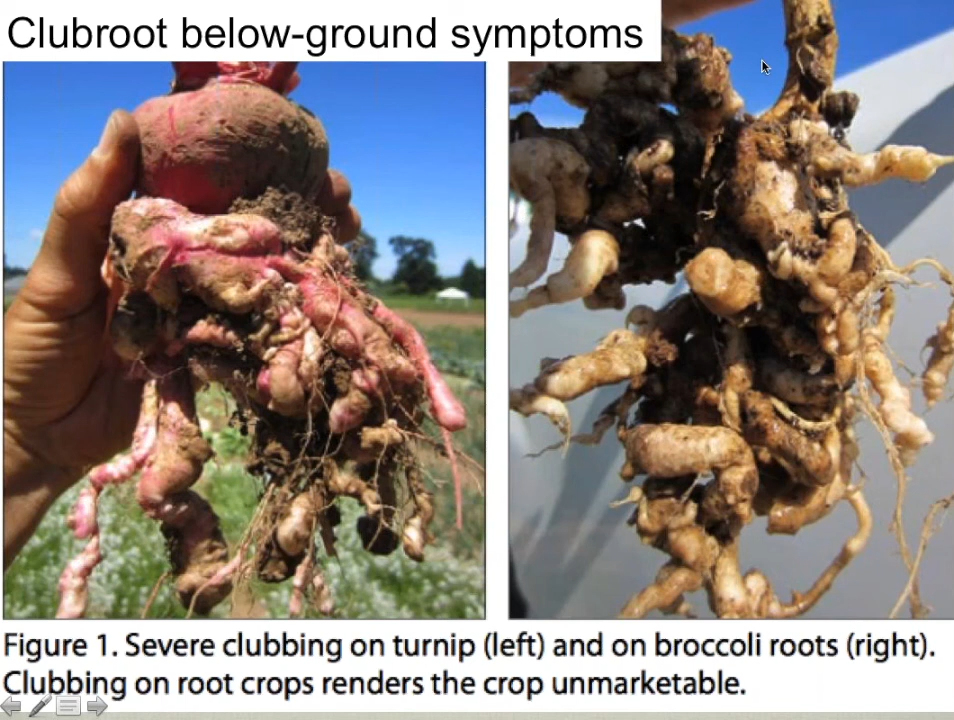 Clubroot below-ground symptoms
Figure 1. Severe clubbing on turnip (left) and on broccoli roots (right).
Clubbing on root crops renders the crop unmarketable.